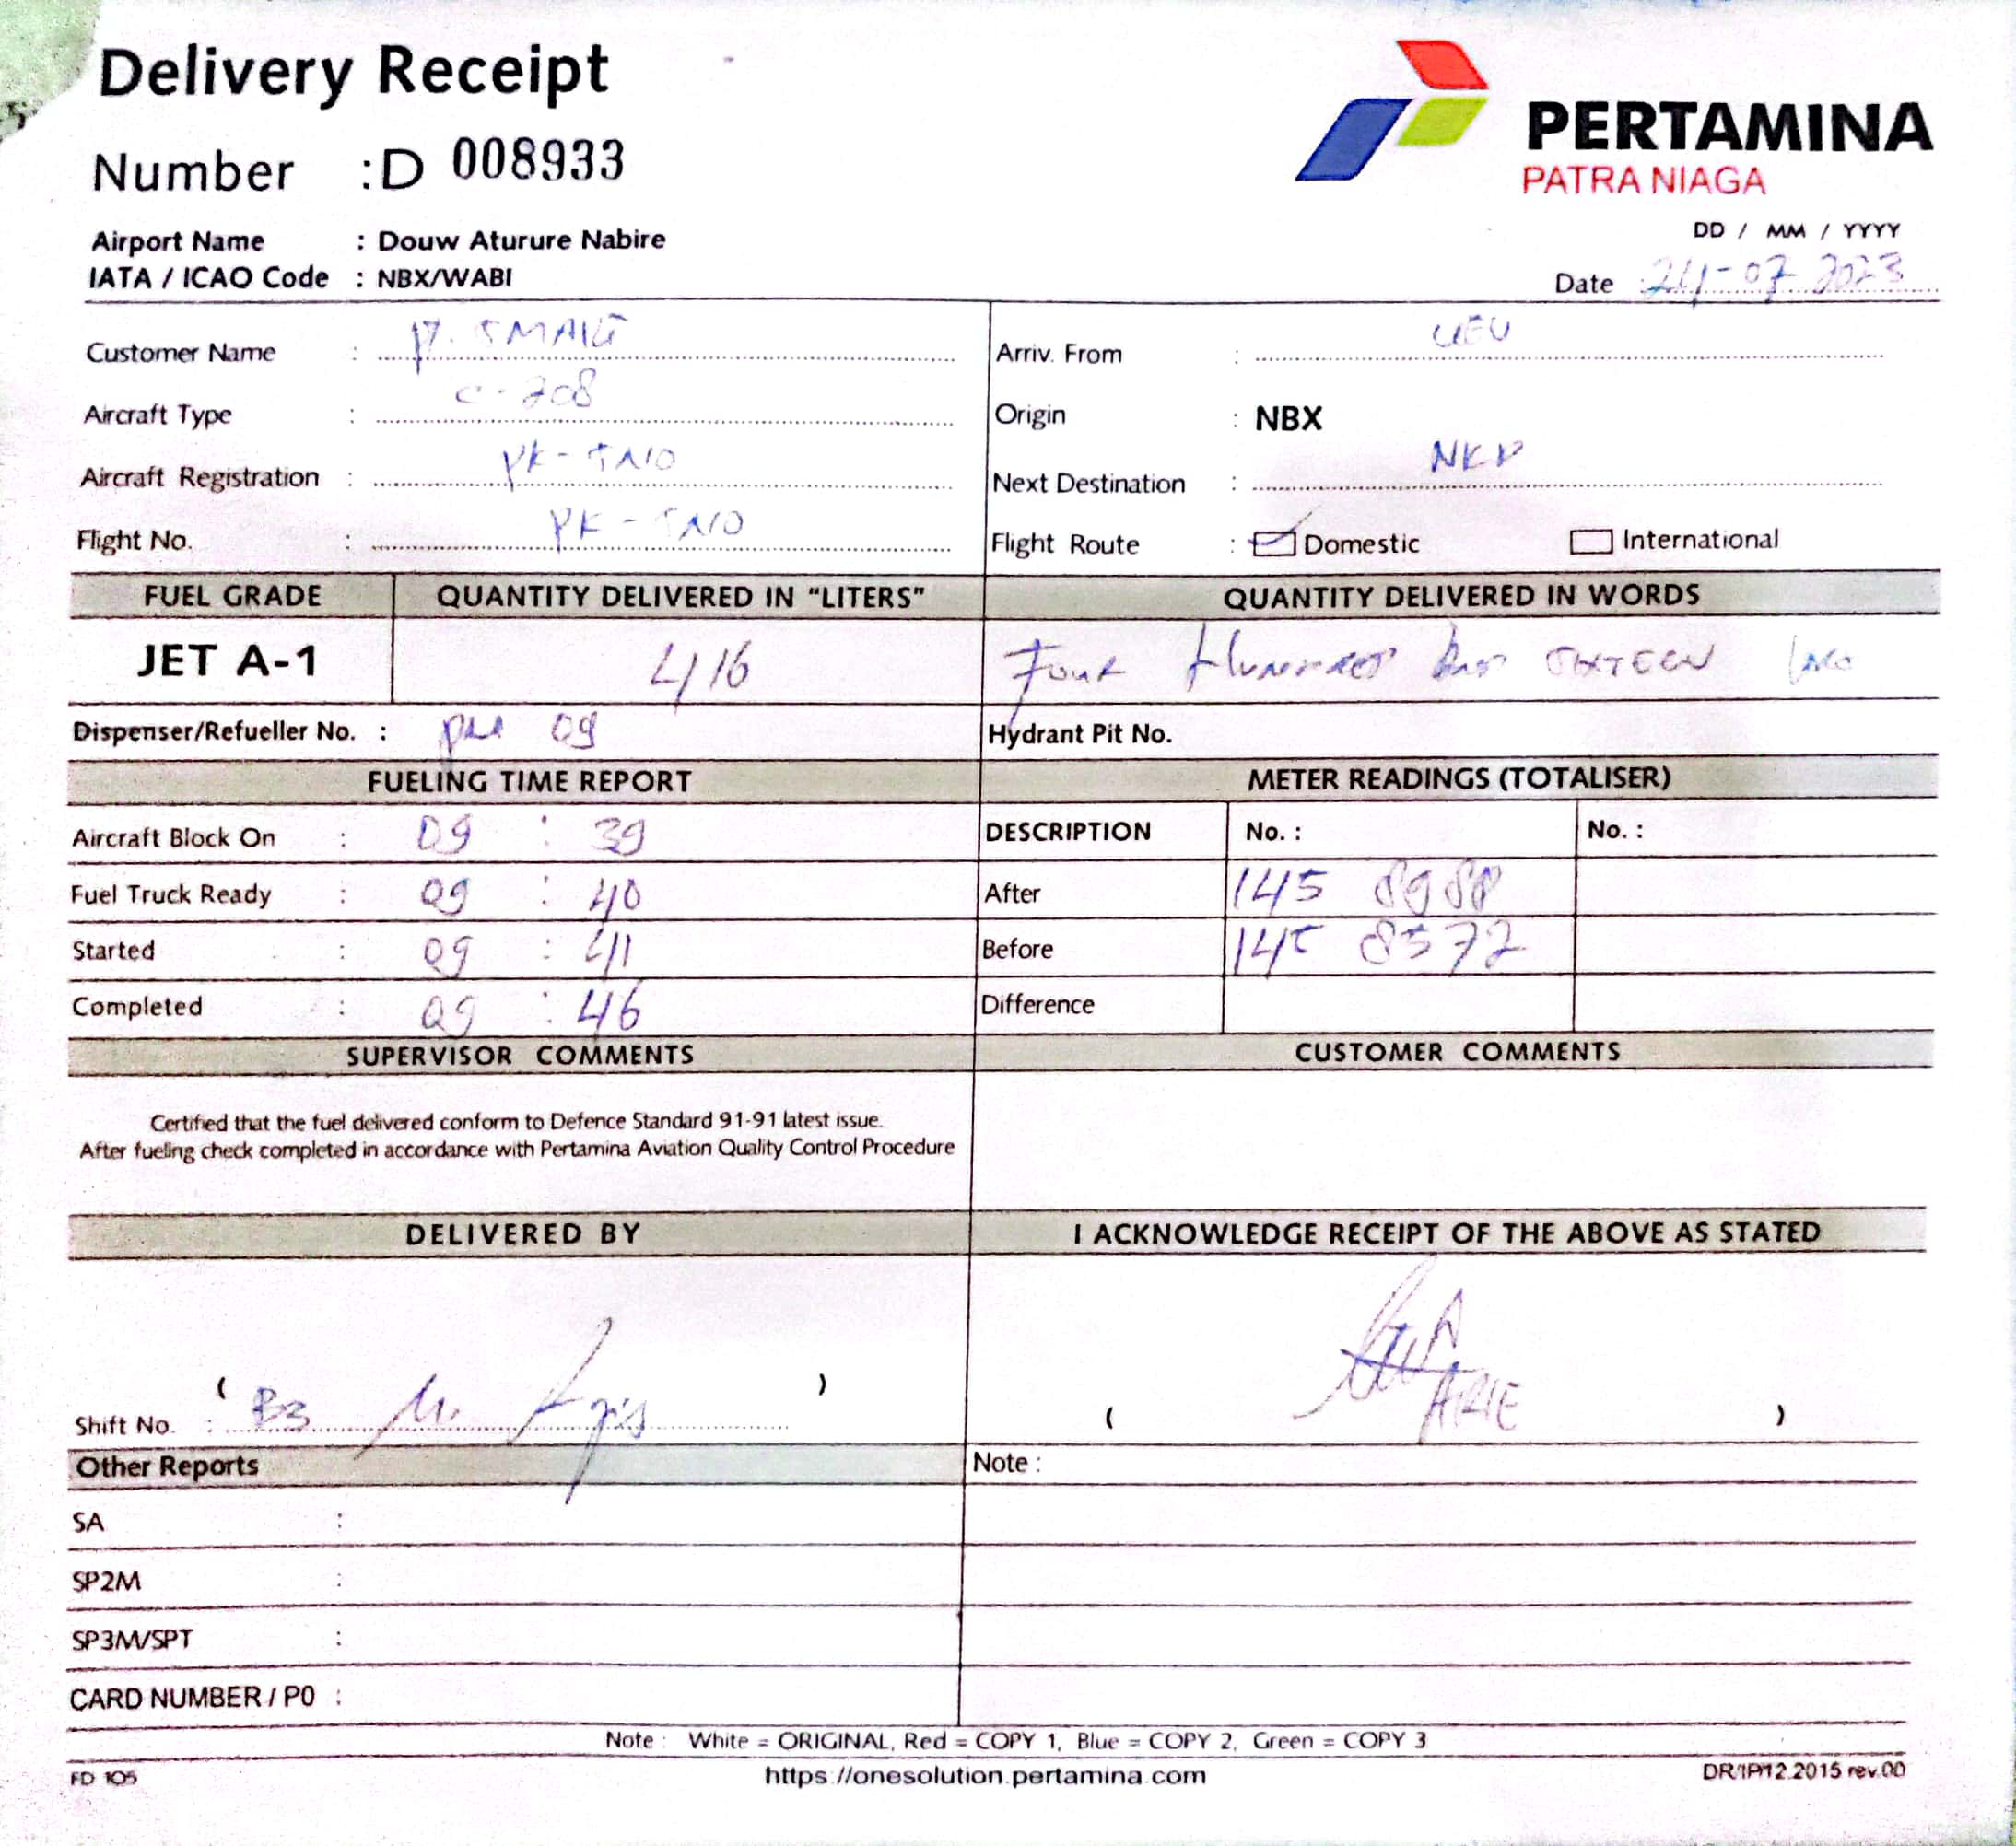 Delivery Receipt
Number : D 008933
PERTAMINA
PATRA NIAGA
Airport Name : Douw Aturure Nabire
IATA / ICAO Code : NBX/WABI
DD / MM / YYYY
Date : 24-07-2023
Customer Name : PT. SMART
Aircraft Type : C-208
Aircraft Registration : PK-
Flight No. : PK-
Arriv. From :
Origin : NBX
Next Destination :
Flight Route : Domestic International
FUEL GRADE QUANTITY DELIVERED IN "LITERS" QUANTITY DELIVERED IN WORDS
JET A-1 416 Four Hundred SIXTEEN
Dispenser/Refueller No. : 09 Hydrant Pit No.
FUELING TIME REPORT METER READINGS (TOTALISER)
Aircraft Block On : 09 : 39 DESCRIPTION No. : No. :
Fuel Truck Ready : 09 : 40 After 145 8988
Started : 09 : 41 Before 145 8572
Completed : 09 : 46 Difference
SUPERVISOR COMMENTS CUSTOMER COMMENTS
Certified that the fuel delivered conform to Defence Standard 91-91 latest issue.
After fueling check completed in accordance with Pertamina Aviation Quality Control Procedure
DELIVERED BY I ACKNOWLEDGE RECEIPT OF THE ABOVE AS STATED
( )
Shift No. : B3 M. Agis
( ARIE )
Other Reports Note :
SA :
SP2M :
SP3M/SPT :
CARD NUMBER / PO :
Note : White = ORIGINAL, Red = COPY 1, Blue = COPY 2, Green = COPY 3
FD 105 https://onesolution.pertamina.com DR/IP/12.2015 rev.00